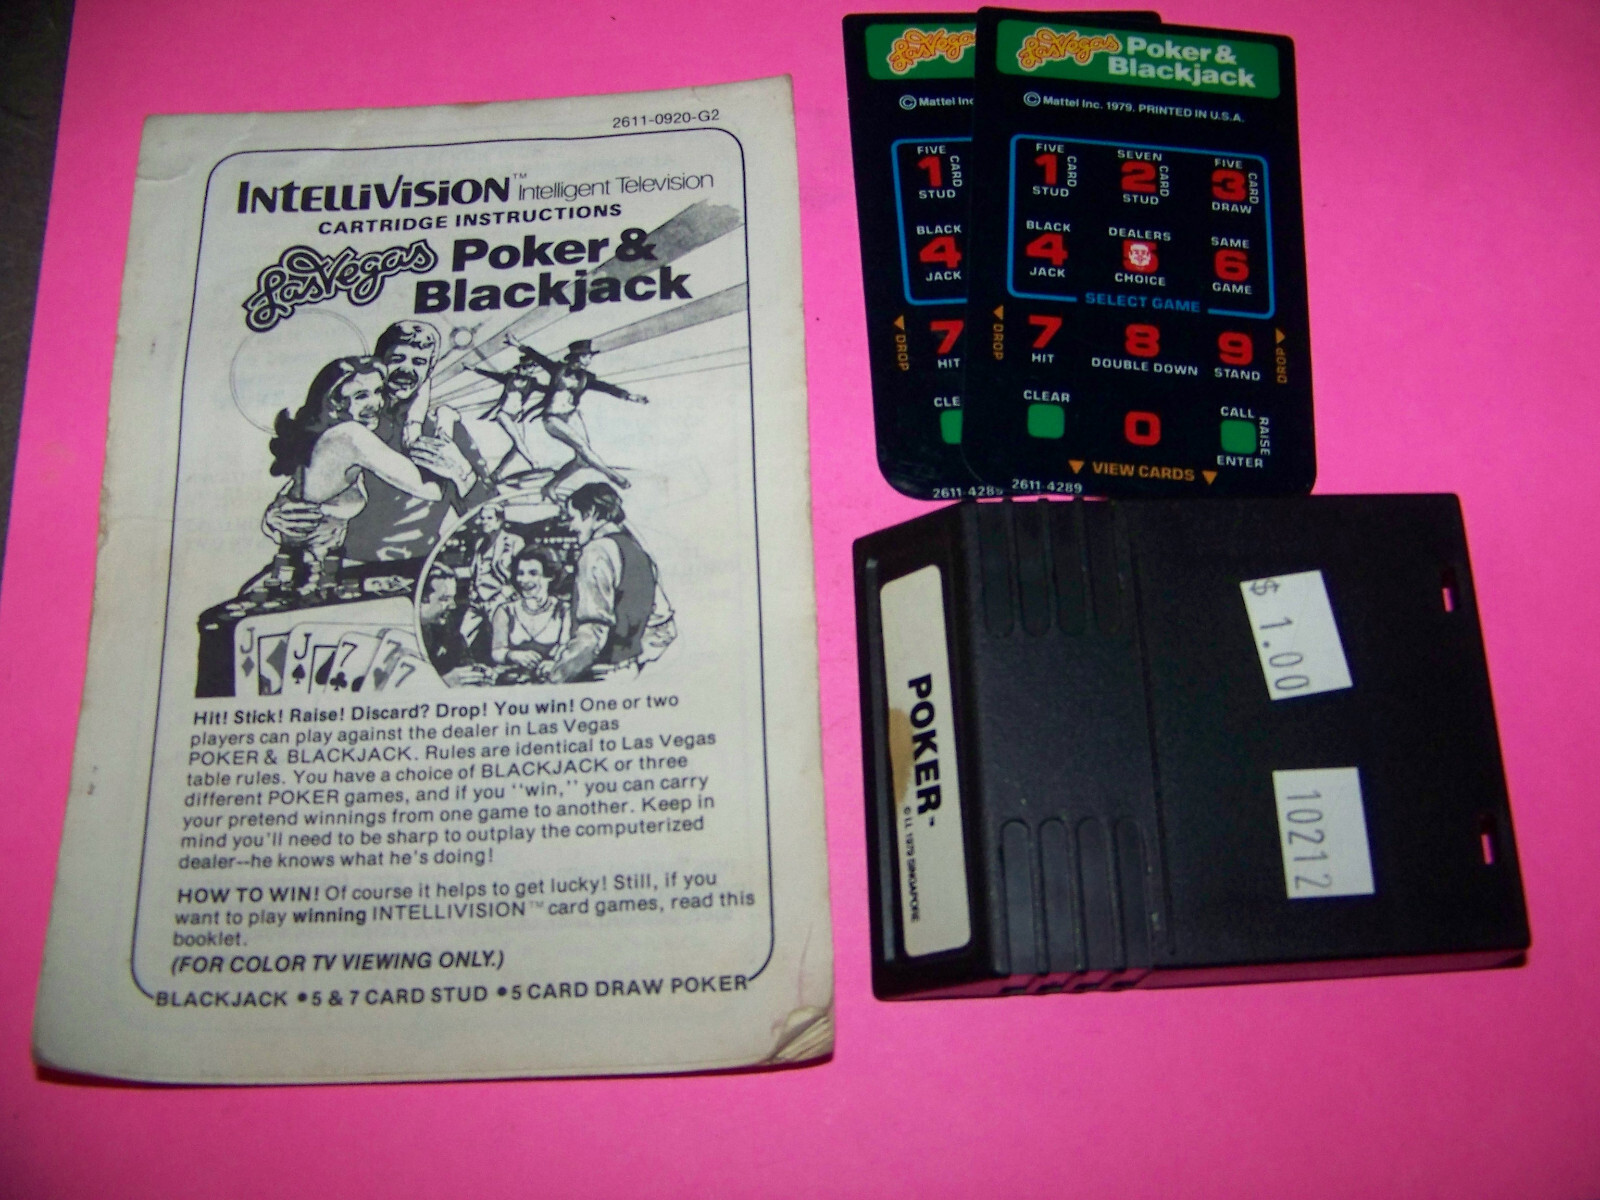 2611-0920-G2
INTELLIVISION™ Intelligent Television
CARTRIDGE INSTRUCTIONS
Las Vegas Poker &
Blackjack
J J 7 7 7
Hit! Stick! Raise! Discard? Drop! You win! One or two
players can play against the dealer in Las Vegas
POKER & BLACKJACK. Rules are identical to Las Vegas
table rules. You have a choice of BLACKJACK or three
different POKER games, and if you "win," you can carry
your pretend winnings from one game to another. Keep in
mind you'll need to be sharp to outplay the computerized
dealer--he knows what he's doing!
HOW TO WIN! Of course it helps to get lucky! Still, if you
want to play winning INTELLIVISION™ card games, read this
booklet.
(FOR COLOR TV VIEWING ONLY.)
BLACKJACK • 5 & 7 CARD STUD • 5 CARD DRAW POKER
Las Vegas
© Mattel Inc
FIVE
1 CARD
STUD
BLACK
4
JACK
DROP
7
HIT
CLE
2611-4289
Las Vegas Poker &
Blackjack
© Mattel Inc. 1979. PRINTED IN U.S.A.
FIVE SEVEN FIVE
1 CARD 2 CARD 3 CARD
STUD STUD DRAW
BLACK DEALERS SAME
4 5 6
JACK CHOICE GAME
SELECT GAME
DROP 7 8 9 DROP
HIT DOUBLE DOWN STAND
CLEAR CALL
0 RAISE
ENTER
VIEW CARDS
2611-4289
POKER™
© LI. 1979 SINGAPORE
$ 1.00
10212